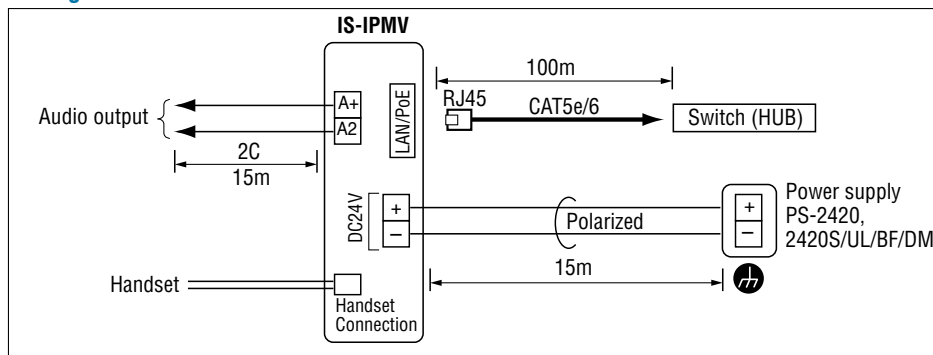 IS-IPMV
100m
RJ45
CAT5e/6
Switch (HUB)
Audio output
A+
A2
LAN/PoE
2C
15m
DC24V
+
–
Polarized
+
–
Power supply
PS-2420,
2420S/UL/BF/DM
15m
Handset
Handset
Connection